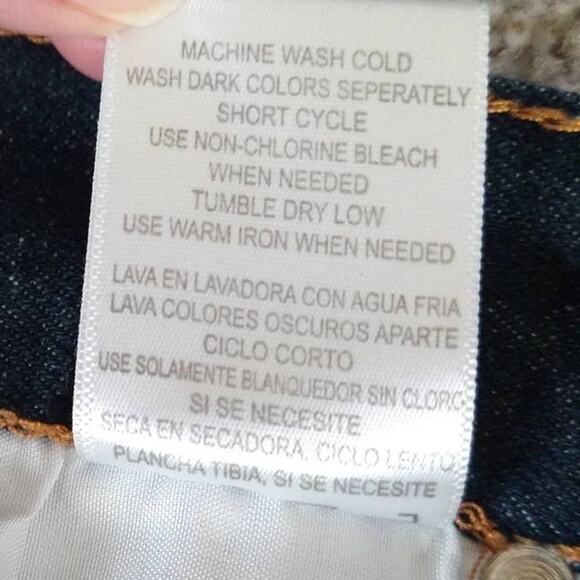 MACHINE WASH COLD
WASH DARK COLORS SEPERATELY
SHORT CYCLE
USE NON-CHLORINE BLEACH
WHEN NEEDED
TUMBLE DRY LOW
USE WARM IRON WHEN NEEDED
LAVA EN LAVADORA CON AGUA FRIA
LAVA COLORES OSCUROS APARTE
CICLO CORTO
USE SOLAMENTE BLANQUEDOR SIN CLORO
SI SE NECESITE
SECA EN SECADORA, CICLO LENTO
PLANCHA TIBIA, SI SE NECESITE